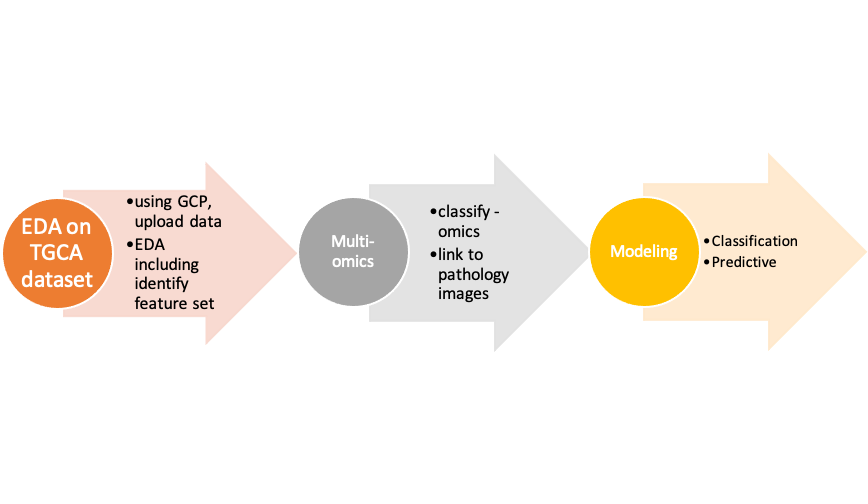 EDA on
TGCA
dataset
•using GCP,
upload data
•EDA
including
identify
feature set
Multi-
omics
•classify -
omics
•link to
pathology
images
Modeling
•Classification
•Predictive